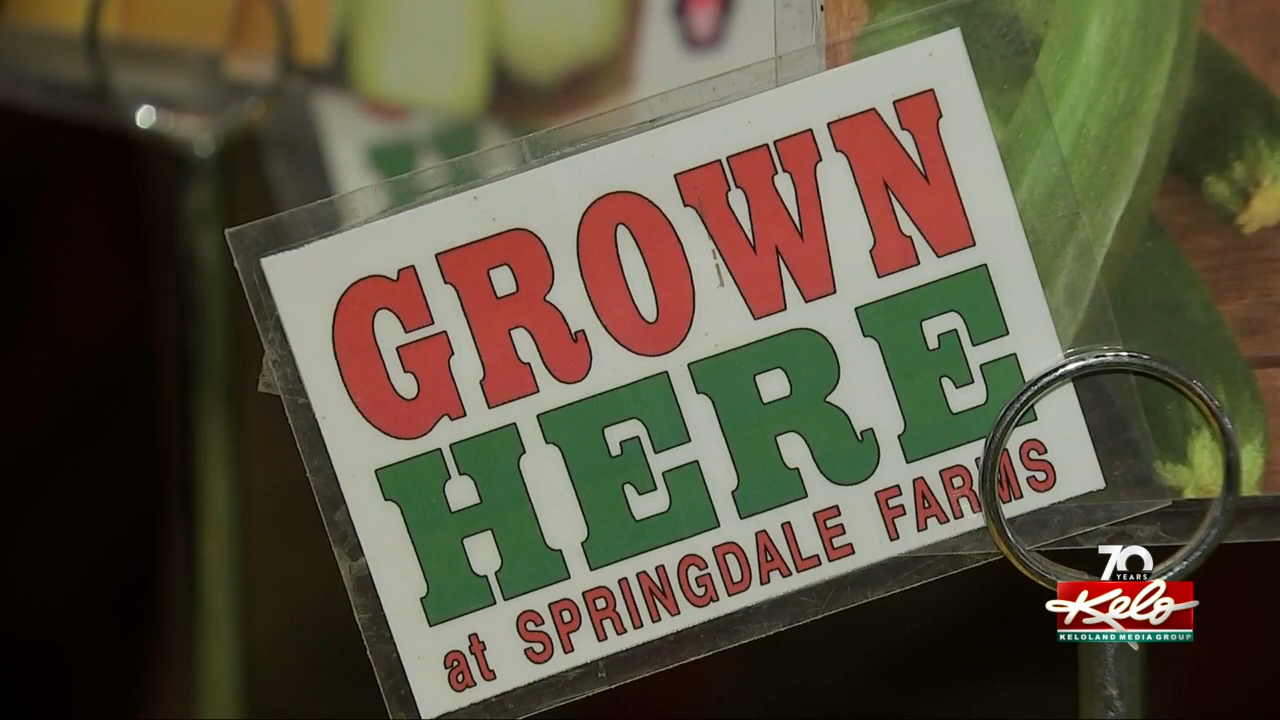 GROWN
HERE
at SPRINGDALE FARMS
70
YEARS
Kelo
KELOLAND MEDIA GROUP